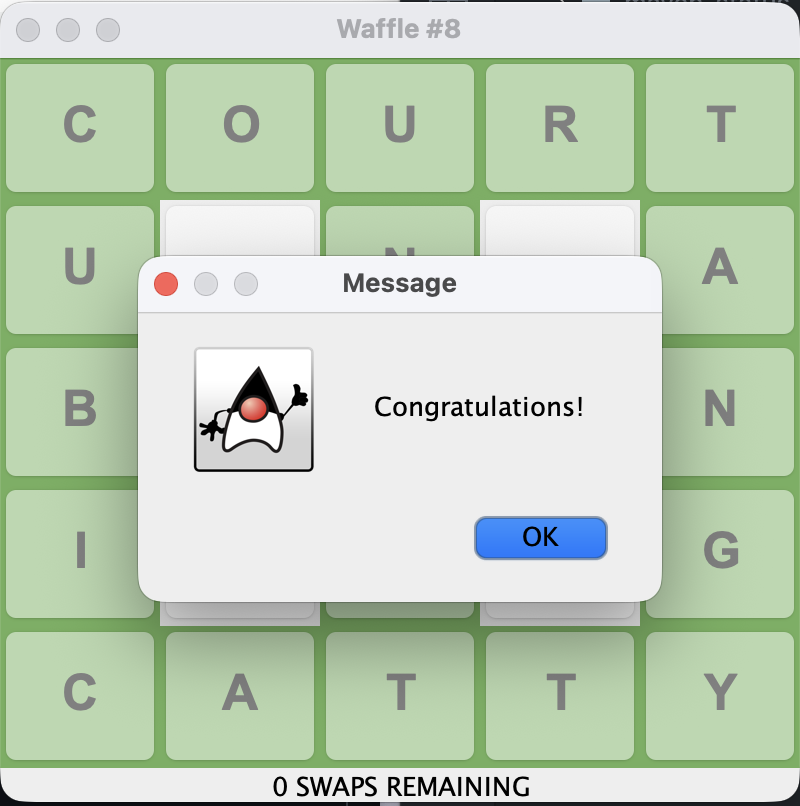 Waffle #8
C O U R T
U N A
Message
B Congratulations! N
I OK G
C A T T Y
0 SWAPS REMAINING